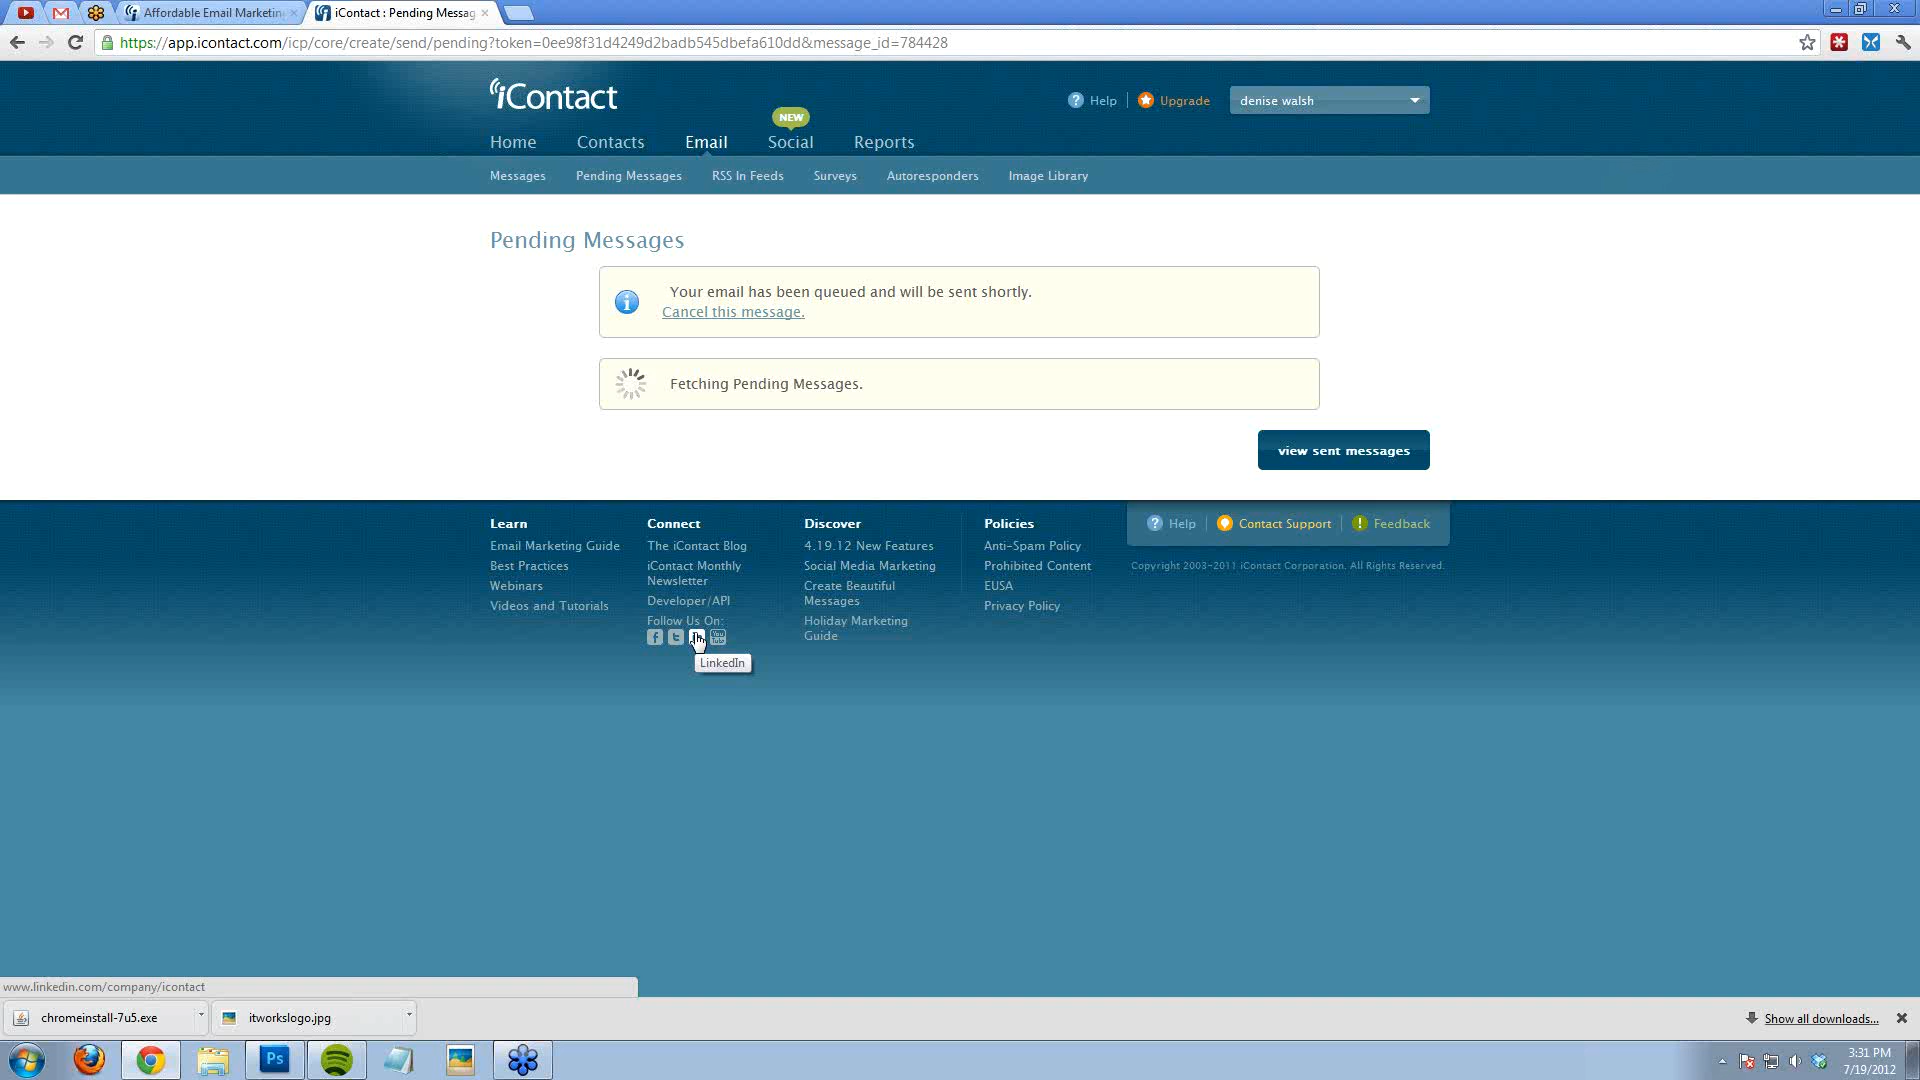 Affordable Email Marketin
iContact : Pending Messag
https://app.icontact.com/icp/core/create/send/pending?token=0ee98f31d4249d2badb545dbefa610dd&message_id=784428
iContact
Help
Upgrade
denise walsh
NEW
Home
Contacts
Email
Social
Reports
Messages
Pending Messages
RSS In Feeds
Surveys
Autoresponders
Image Library
Pending Messages
Your email has been queued and will be sent shortly.
Cancel this message.
Fetching Pending Messages.
view sent messages
Learn
Email Marketing Guide
Best Practices
Webinars
Videos and Tutorials
Connect
The iContact Blog
iContact Monthly
Newsletter
Developer/API
Follow Us On:
LinkedIn
Discover
4.19.12 New Features
Social Media Marketing
Create Beautiful
Messages
Holiday Marketing
Guide
Policies
Anti-Spam Policy
Prohibited Content
EUSA
Privacy Policy
Help
Contact Support
Feedback
Copyright 2003-2011 iContact Corporation. All Rights Reserved.
www.linkedin.com/company/icontact
chromeinstall-7u5.exe
itworkslogo.jpg
Show all downloads...
Ps
3:31 PM
7/19/2012